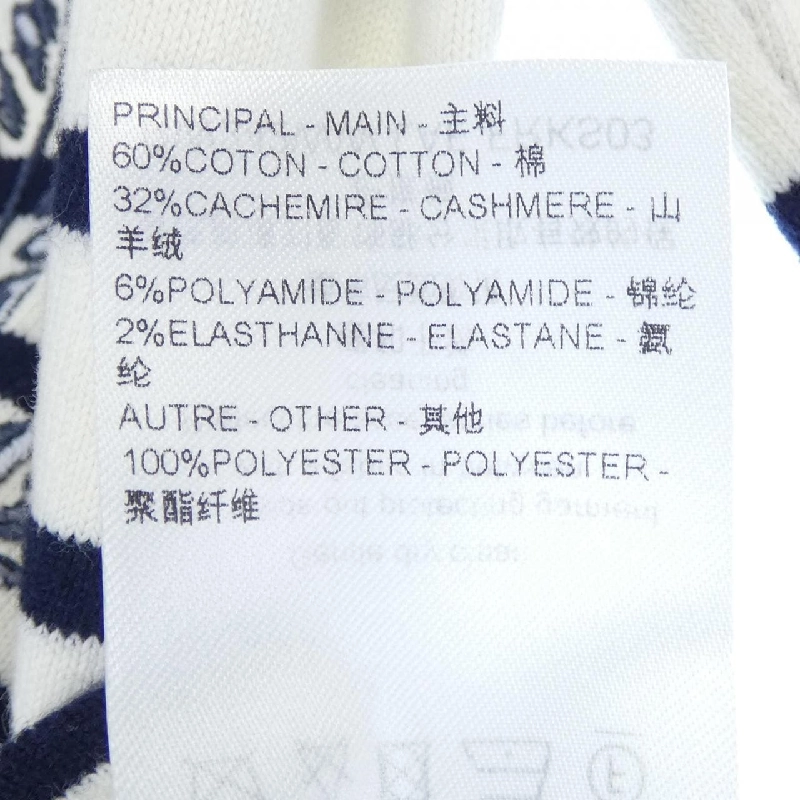 PRINCIPAL - MAIN - 主料
60%COTON - COTTON - 棉
32%CACHEMIRE - CASHMERE - 山
羊绒
6%POLYAMIDE - POLYAMIDE - 锦纶
2%ELASTHANNE - ELASTANE - 氨
纶
AUTRE - OTHER - 其他
100%POLYESTER - POLYESTER -
聚酯纤维